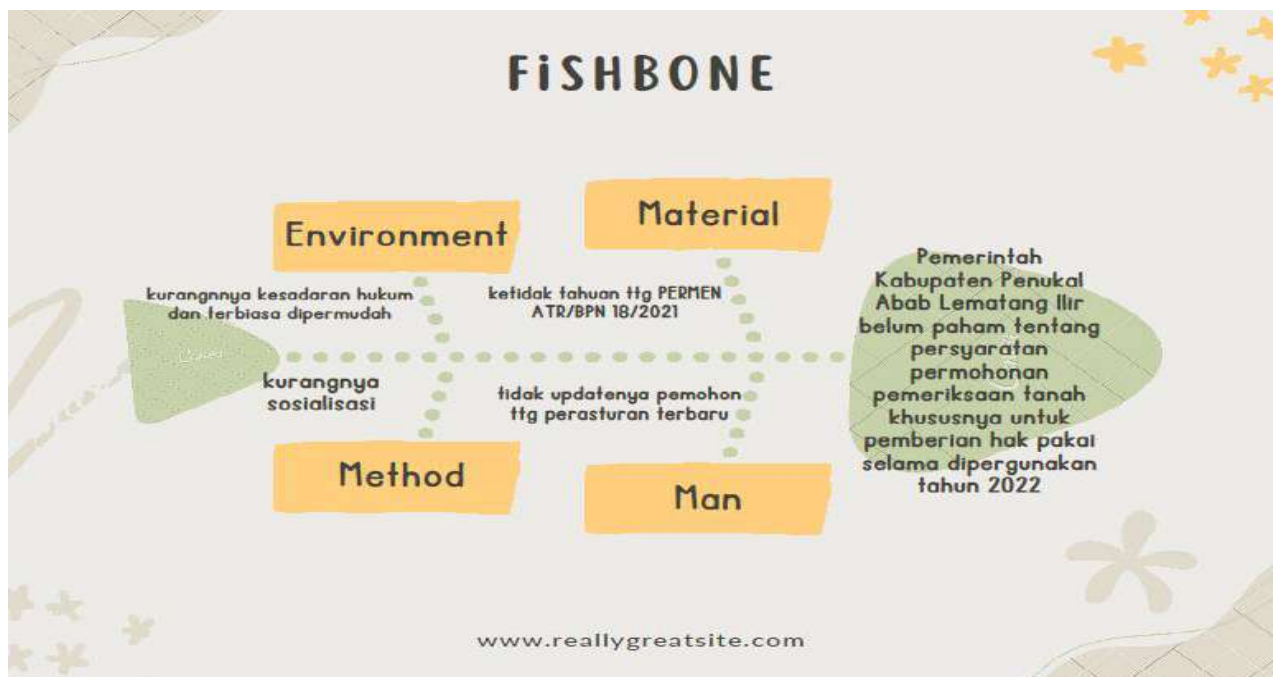 FiSHBONE
Environment
Material
kurangnnya kesadaran hukum
dan terbiasa dipermudah
ketidak tahuan ttg PERMEN
ATR/BPN 18/2021
kurangnya
sosialisasi
tidak updatenya pemohon
ttg perasturan terbaru
Method
Man
Pemerintah
Kabupaten Penukal
Abab Lematang Ilir
belum paham tentang
persyaratan
permohonan
pemeriksaan tanah
khususnya untuk
pemberian hak pakai
selama dipergunakan
tahun 2022
www.reallygreatsite.com